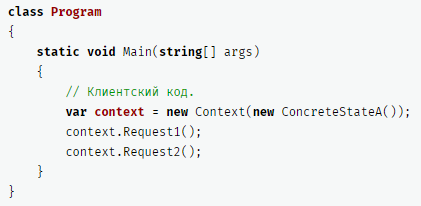 class Program
{
    static void Main(string[] args)
    {
        // Клиентский код.
        var context = new Context(new ConcreteStateA());
        context.Request1();
        context.Request2();
    }
}